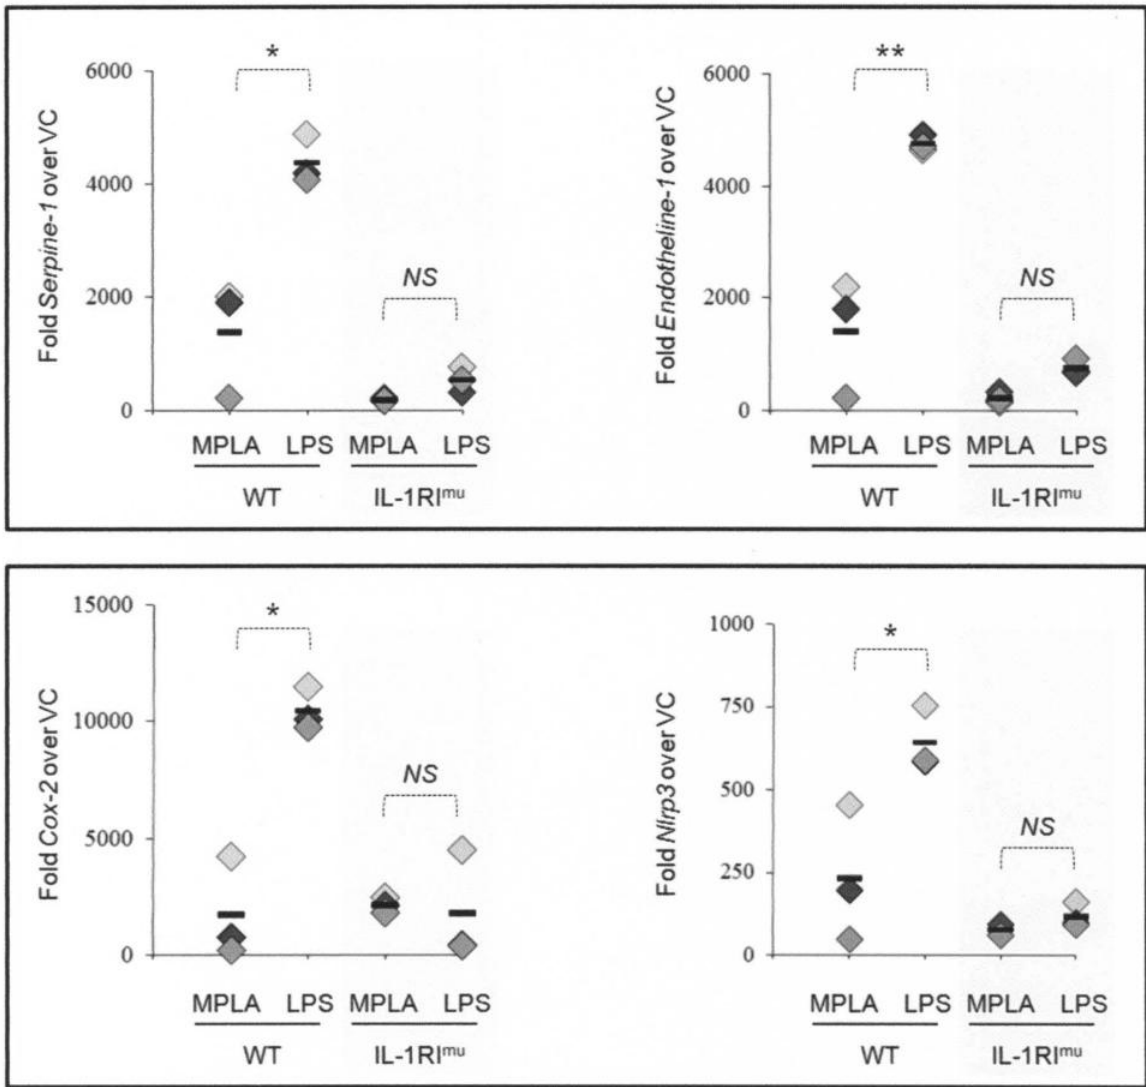 *
6000
4000
2000
0
Fold Serpine-1 over VC
NS
MPLA LPS MPLA LPS
WT IL-1RI^mu
**
6000
4000
2000
0
Fold Endotheline-1 over VC
NS
MPLA LPS MPLA LPS
WT IL-1RI^mu
15000
10000
5000
0
Fold Cox-2 over VC
*
NS
MPLA LPS MPLA LPS
WT IL-1RI^mu
1000
750
500
250
0
Fold Nlrp3 over VC
*
NS
MPLA LPS MPLA LPS
WT IL-1RI^mu